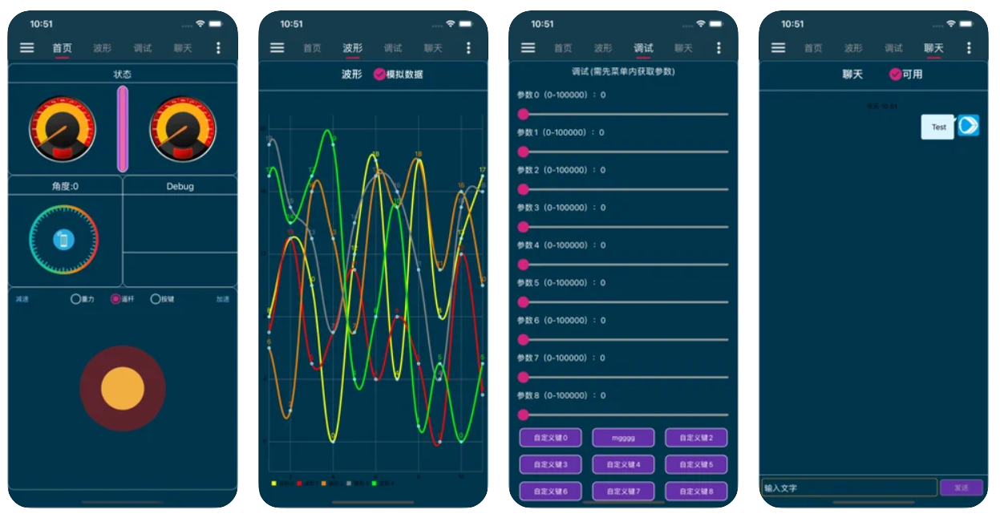 10:51
首页 波形 调试 聊天
状态
角度:0 Debug
减速 重力 摇杆 按键 加速
10:51
首页 波形 调试 聊天
波形 模拟数据
10:51
首页 波形 调试 聊天
调试(需先菜单内获取参数)
参数0 (0-100000) : 0
参数1 (0-100000) : 0
参数2 (0-100000) : 0
参数3 (0-100000) : 0
参数4 (0-100000) : 0
参数5 (0-100000) : 0
参数6 (0-100000) : 0
参数7 (0-100000) : 0
参数8 (0-100000) : 0
自定义键0 mgggg 自定义键2
自定义键3 自定义键4 自定义键5
自定义键6 自定义键7 自定义键8
10:51
首页 波形 调试 聊天
聊天 可用
今天 10:51
Test
输入文字 发送